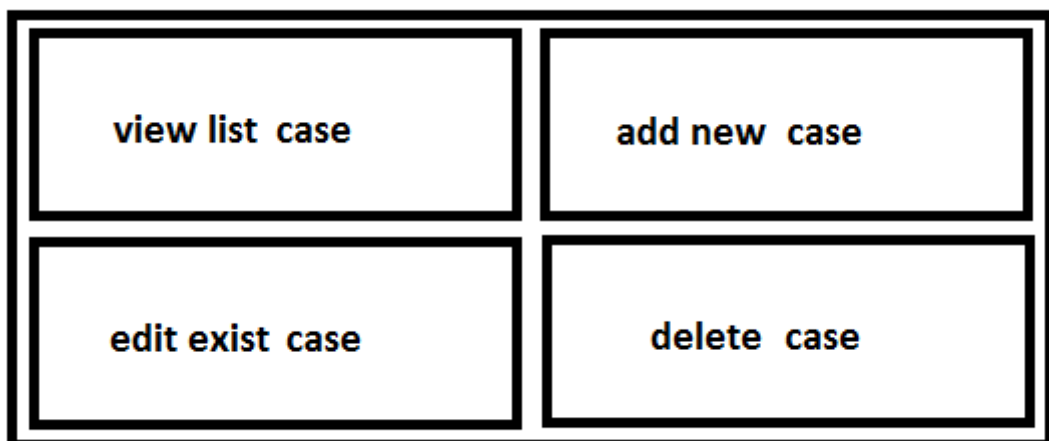 view list case
add new case
edit exist case
delete case